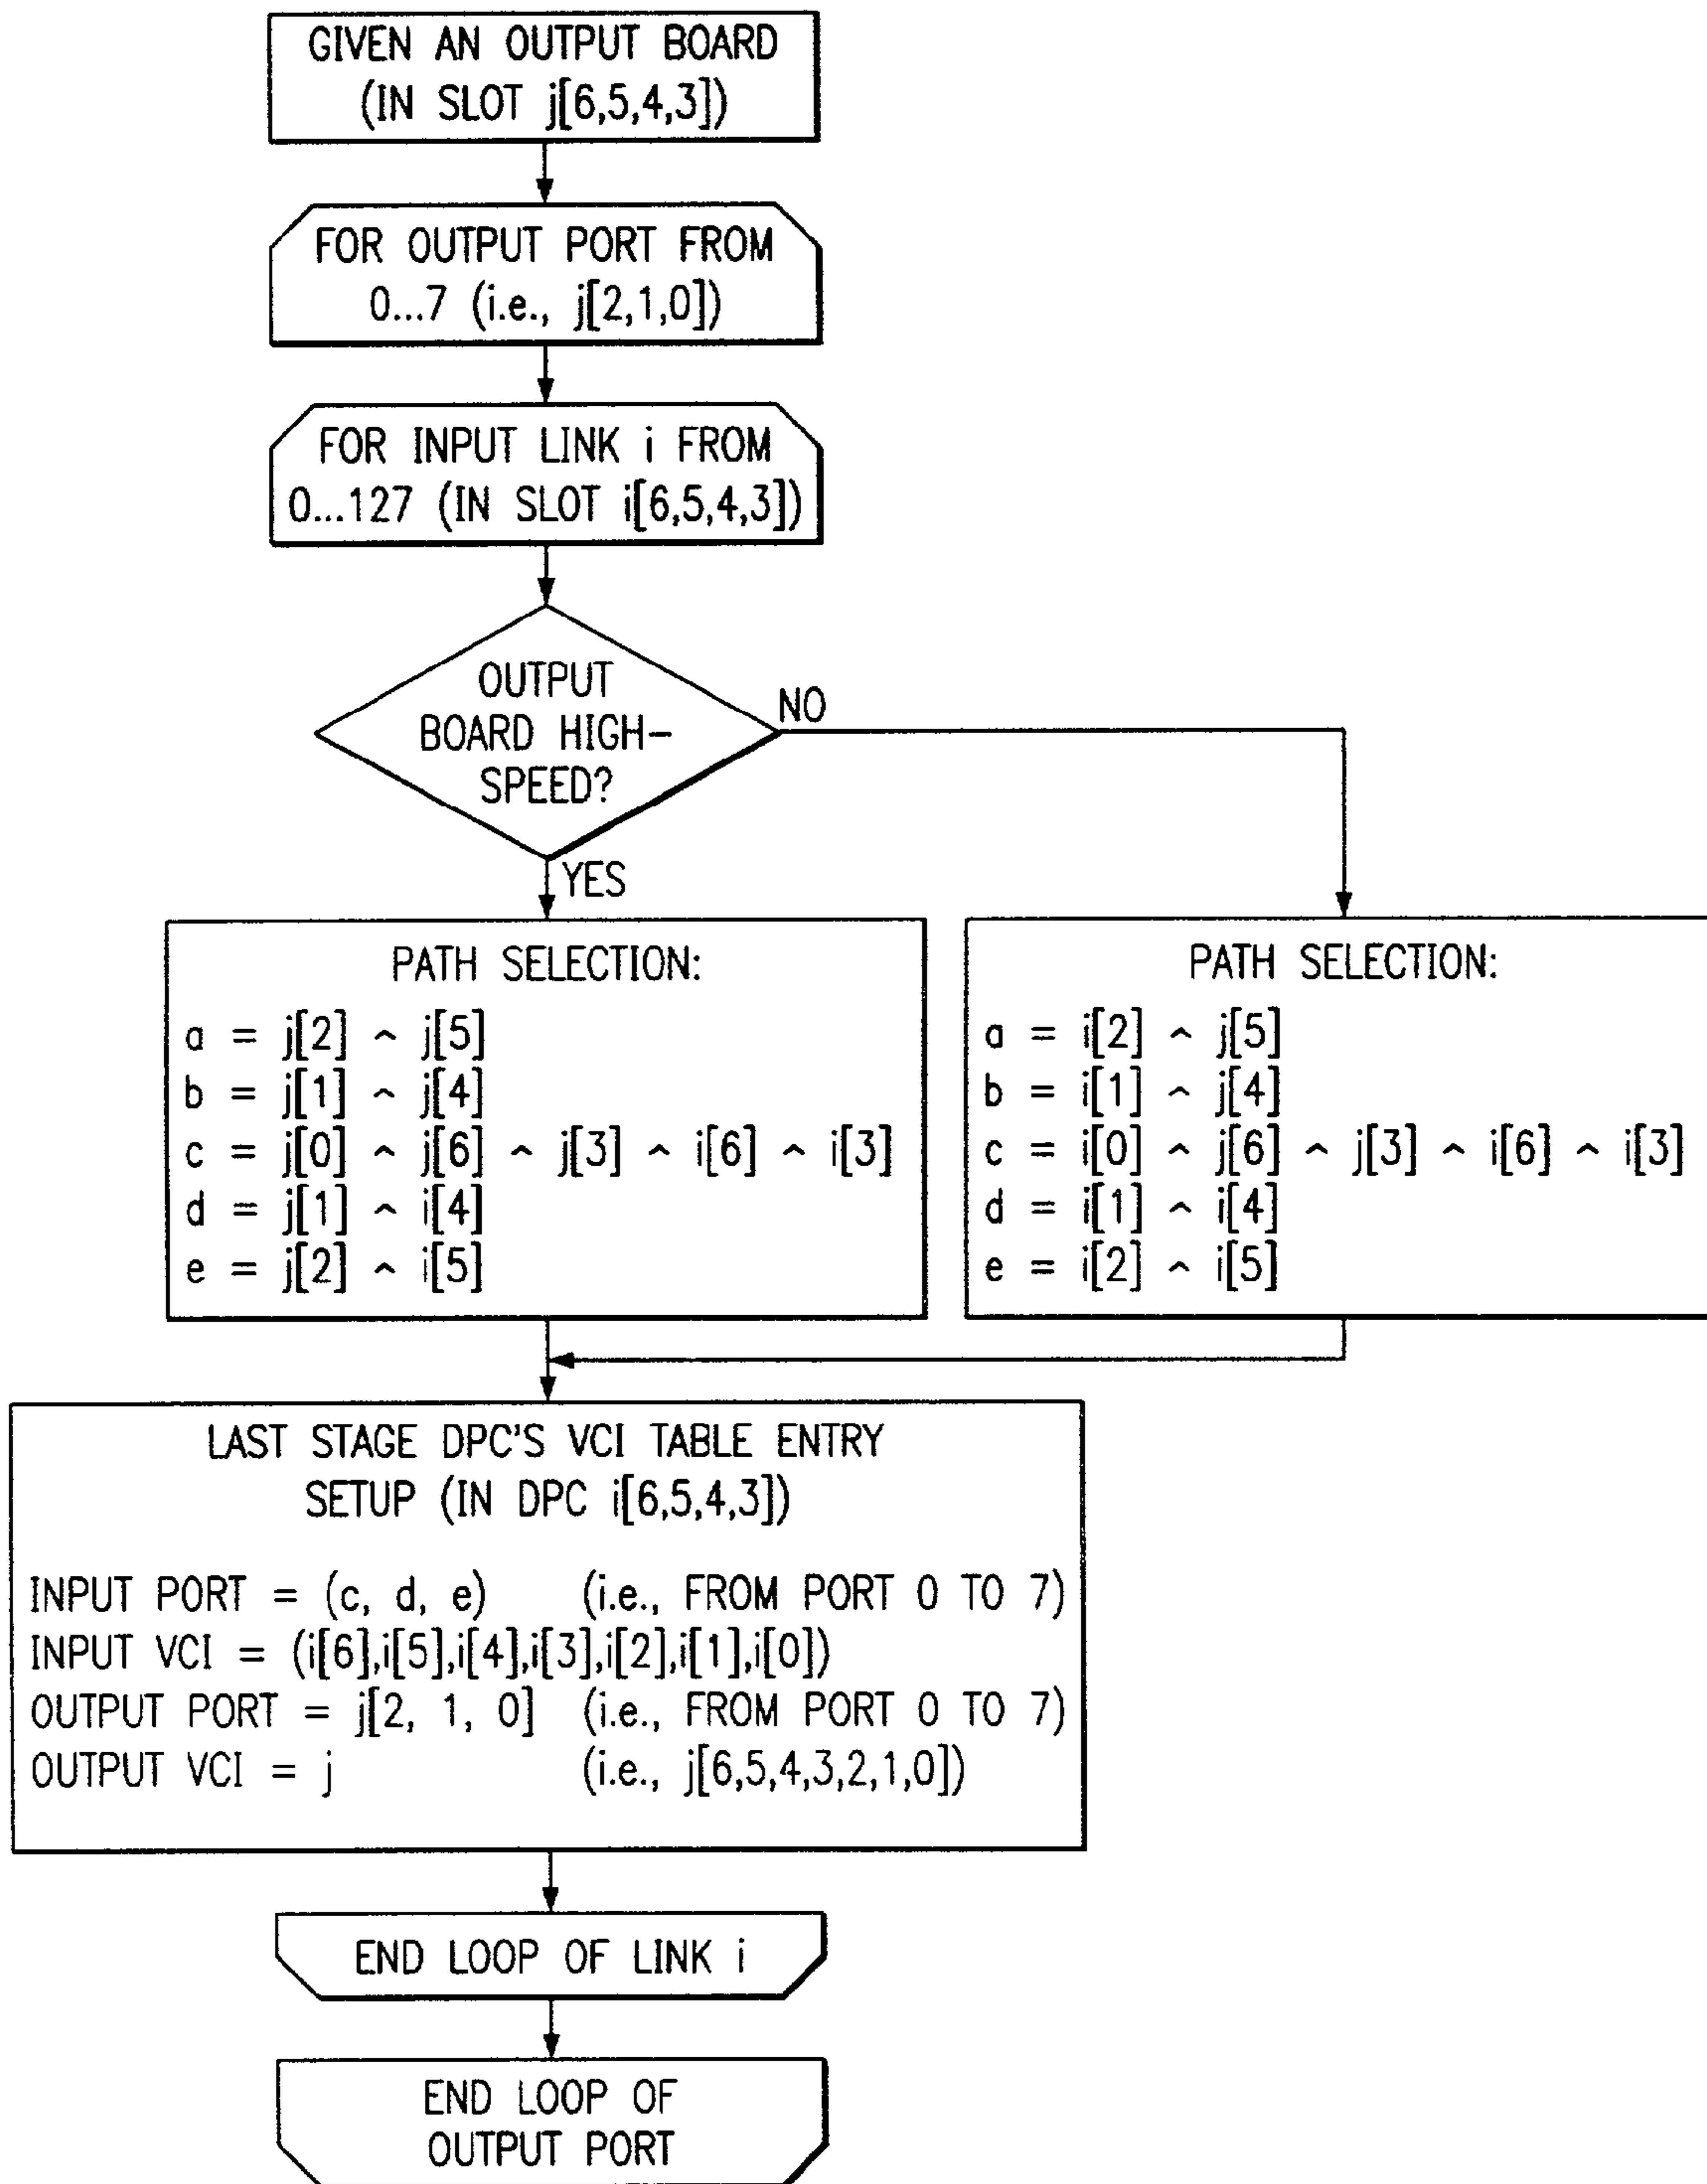 GIVEN AN OUTPUT BOARD
(IN SLOT j[6,5,4,3])
FOR OUTPUT PORT FROM
0...7 (i.e., j[2,1,0])
FOR INPUT LINK i FROM
0...127 (IN SLOT i[6,5,4,3])
OUTPUT
BOARD HIGH-
SPEED?
NO
YES
PATH SELECTION:
a = j[2] ^ j[5]
b = j[1] ^ j[4]
c = j[0] ^ j[6] ^ j[3] ^ i[6] ^ i[3]
d = j[1] ^ i[4]
e = j[2] ^ i[5]
PATH SELECTION:
a = i[2] ^ j[5]
b = i[1] ^ j[4]
c = i[0] ^ j[6] ^ j[3] ^ i[6] ^ i[3]
d = i[1] ^ i[4]
e = i[2] ^ i[5]
LAST STAGE DPC'S VCI TABLE ENTRY
SETUP (IN DPC i[6,5,4,3])
INPUT PORT = (c, d, e) (i.e., FROM PORT 0 TO 7)
INPUT VCI = (i[6],i[5],i[4],i[3],i[2],i[1],i[0])
OUTPUT PORT = j[2, 1, 0] (i.e., FROM PORT 0 TO 7)
OUTPUT VCI = j (i.e., j[6,5,4,3,2,1,0])
END LOOP OF LINK i
END LOOP OF
OUTPUT PORT